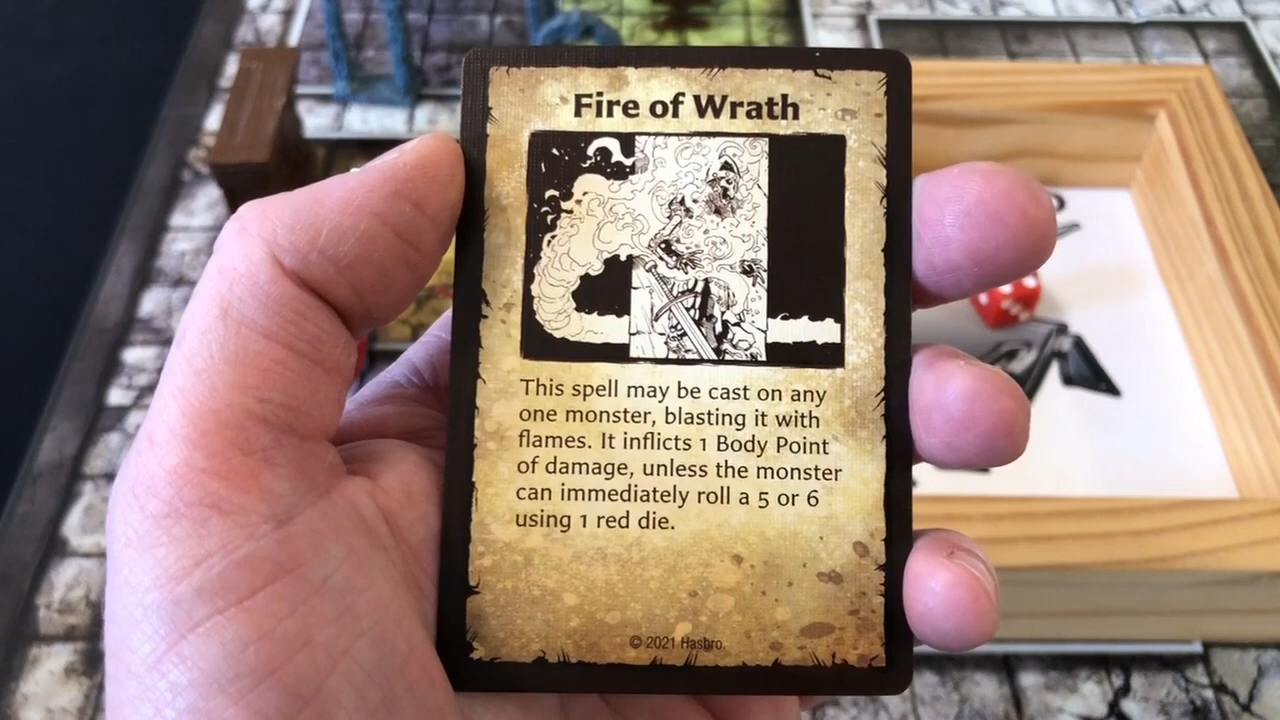 Fire of Wrath
This spell may be cast on any
one monster, blasting it with
flames. It inflicts 1 Body Point
of damage, unless the monster
can immediately roll a 5 or 6
using 1 red die.
© 2021 Hasbro.